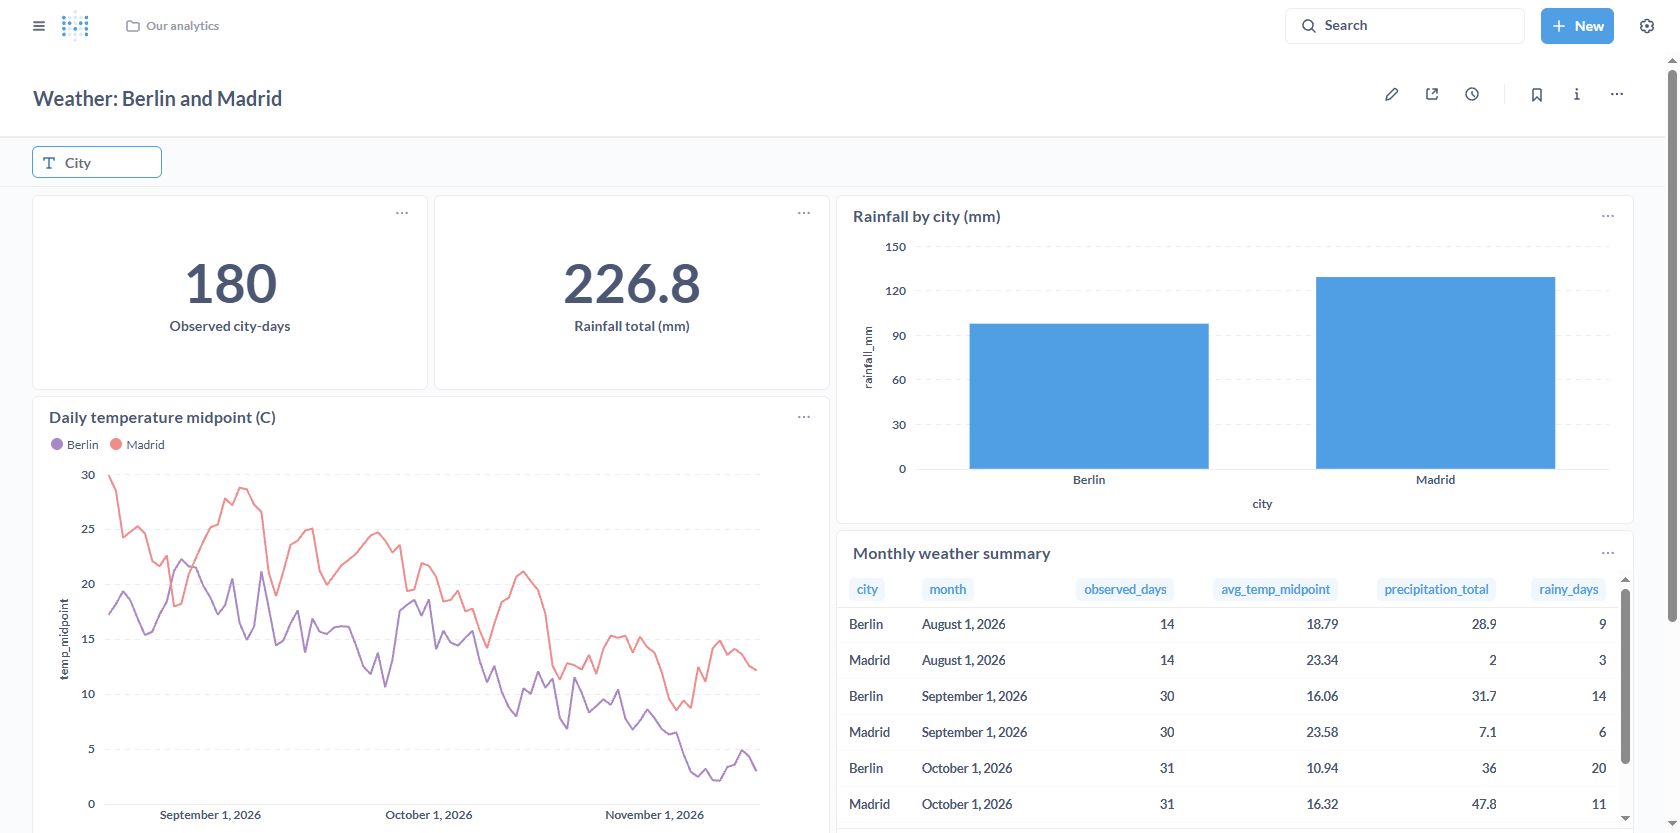 Our analytics
Search
New
Weather: Berlin and Madrid
City
180
Observed city-days
226.8
Rainfall total (mm)
Rainfall by city (mm)
150
120
90
60
30
0
rainfall_mm
Berlin
Madrid
city
Daily temperature midpoint (C)
Berlin Madrid
30
25
20
15
10
5
0
temp_midpoint
September 1, 2026 October 1, 2026 November 1, 2026
Monthly weather summary
city month observed_days avg_temp_midpoint precipitation_total rainy_days
Berlin August 1, 2026 14 18.79 28.9 9
Madrid August 1, 2026 14 23.34 2 3
Berlin September 1, 2026 30 16.06 31.7 14
Madrid September 1, 2026 30 23.58 7.1 6
Berlin October 1, 2026 31 10.94 36 20
Madrid October 1, 2026 31 16.32 47.8 11